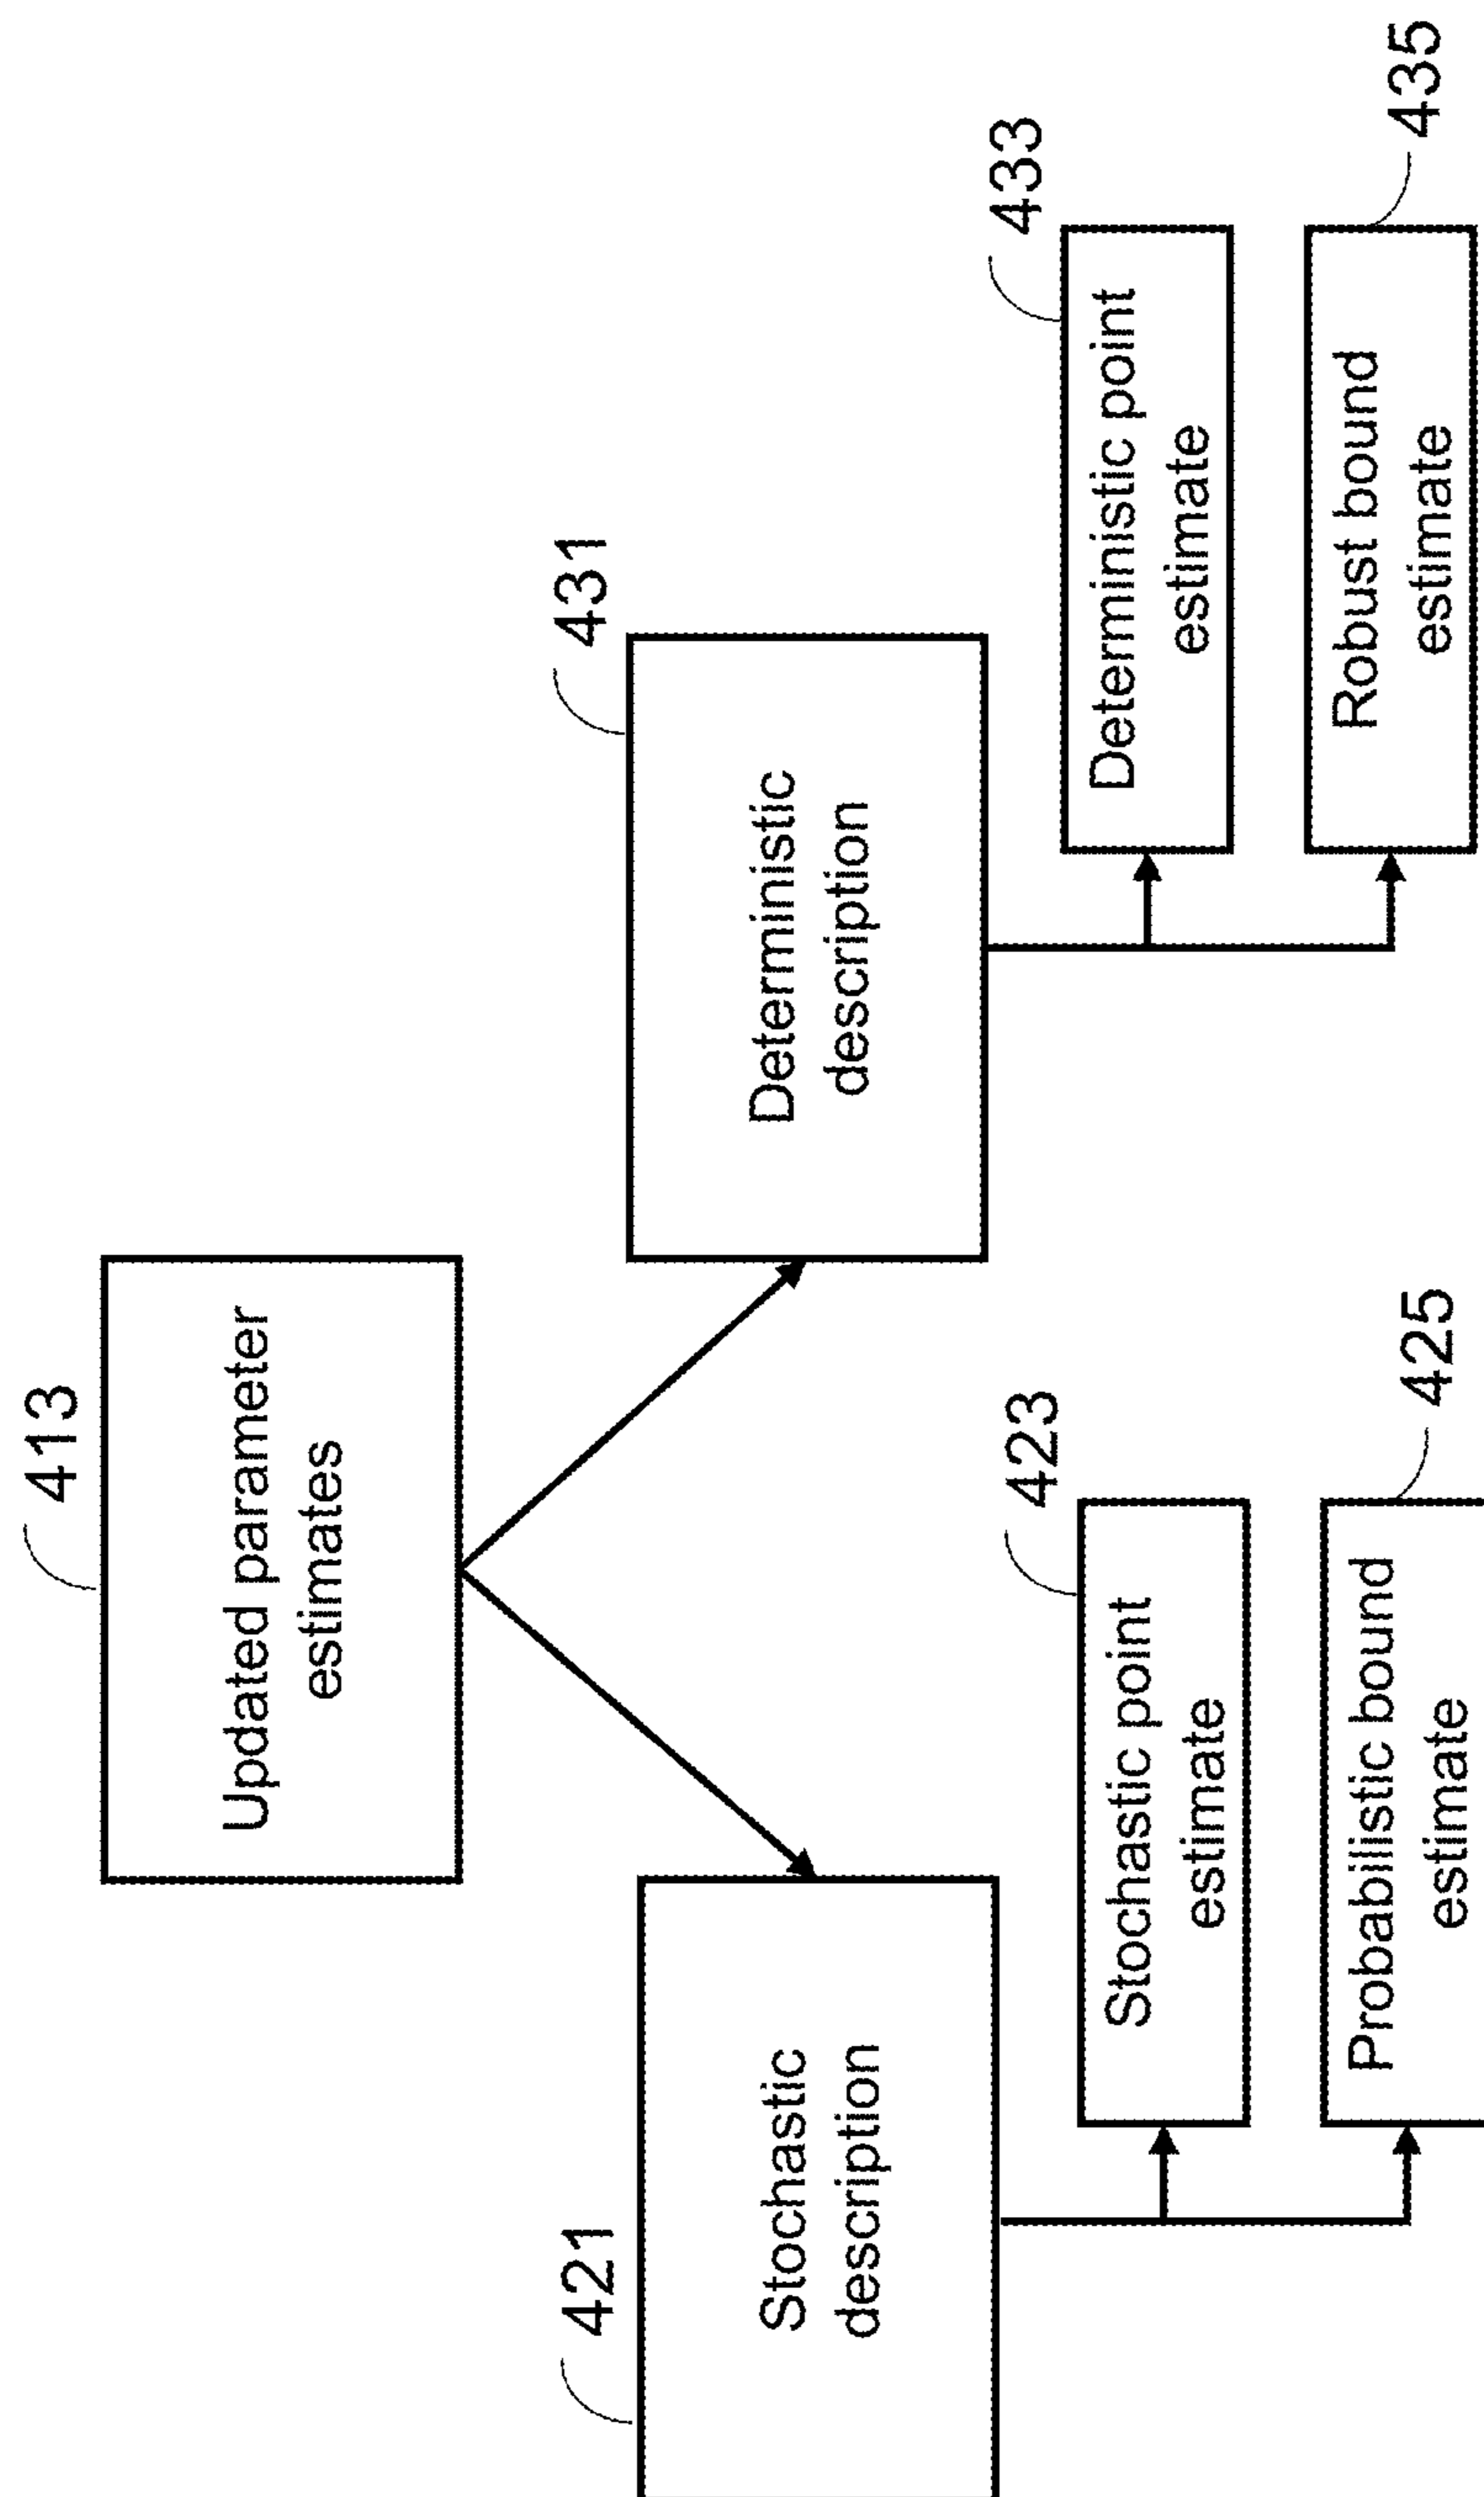 413
Updated parameter
estimates
421
Stochastic
description
431
Deterministic
description
423
Stochastic point
estimate
425
Probabilistic bound
estimate
433
Deterministic point
estimate
435
Robust bound
estimate